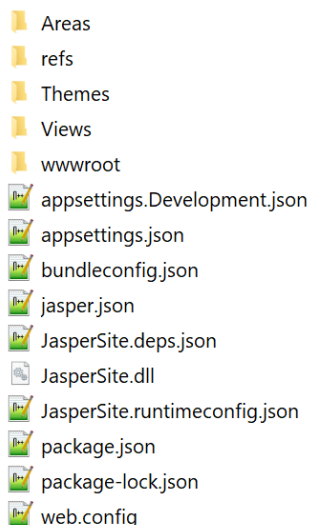 Areas
refs
Themes
Views
wwwroot
appsettings.Development.json
appsettings.json
bundleconfig.json
jasper.json
JasperSite.deps.json
JasperSite.dll
JasperSite.runtimeconfig.json
package.json
package-lock.json
web.config